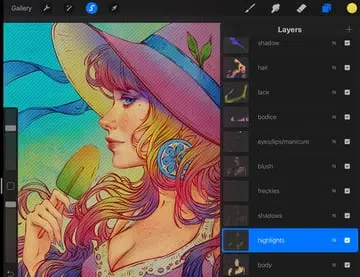 Gallery
Layers
shadow N
hair N
lace N
bodice N
eyes/lips/manicure N
blush N
freckles N
shadows N
highlights N
body N